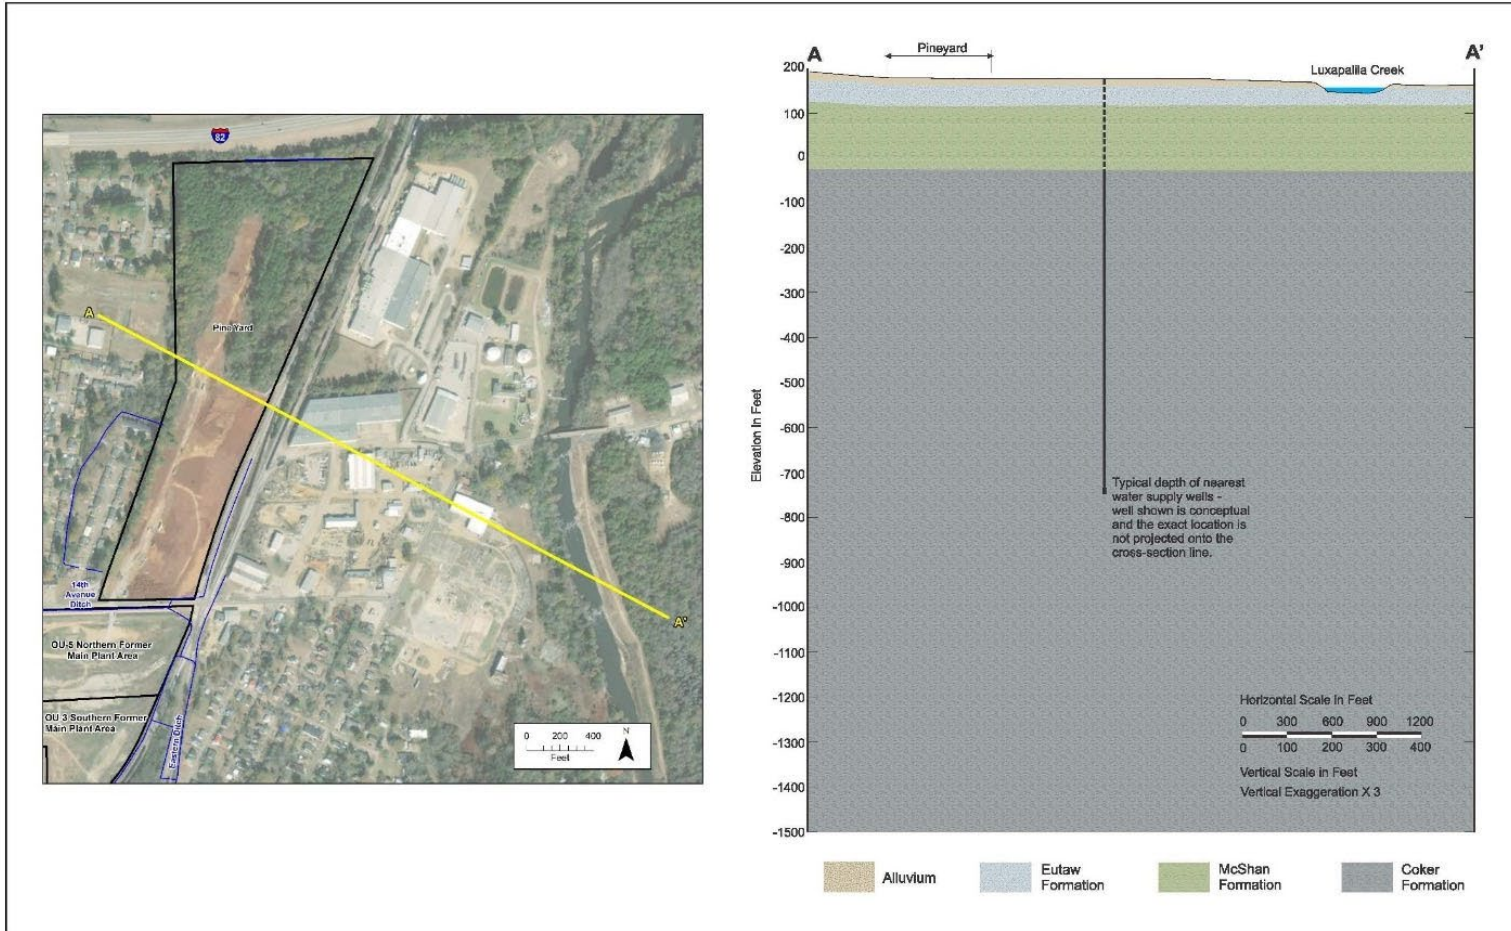 82
A
Pine Yard
14th
Avenue
Ditch
OU-5 Northern Former
Main Plant Area
OU 3 Southern Former
Main Plant Area
Eastern Ditch
A'
0 200 400
Feet
N
A
Pineyard
A'
Luxapalila Creek
Elevation in Feet
200
100
0
-100
-200
-300
-400
-500
-600
-700
-800
-900
-1000
-1100
-1200
-1300
-1400
-1500
Typical depth of nearest
water supply wells -
well shown is conceptual
and the exact location is
not projected onto the
cross-section line.
Horizontal Scale in Feet
0 300 600 900 1200
0 100 200 300 400
Vertical Scale in Feet
Vertical Exaggeration X 3
Alluvium
Eutaw
Formation
McShan
Formation
Coker
Formation